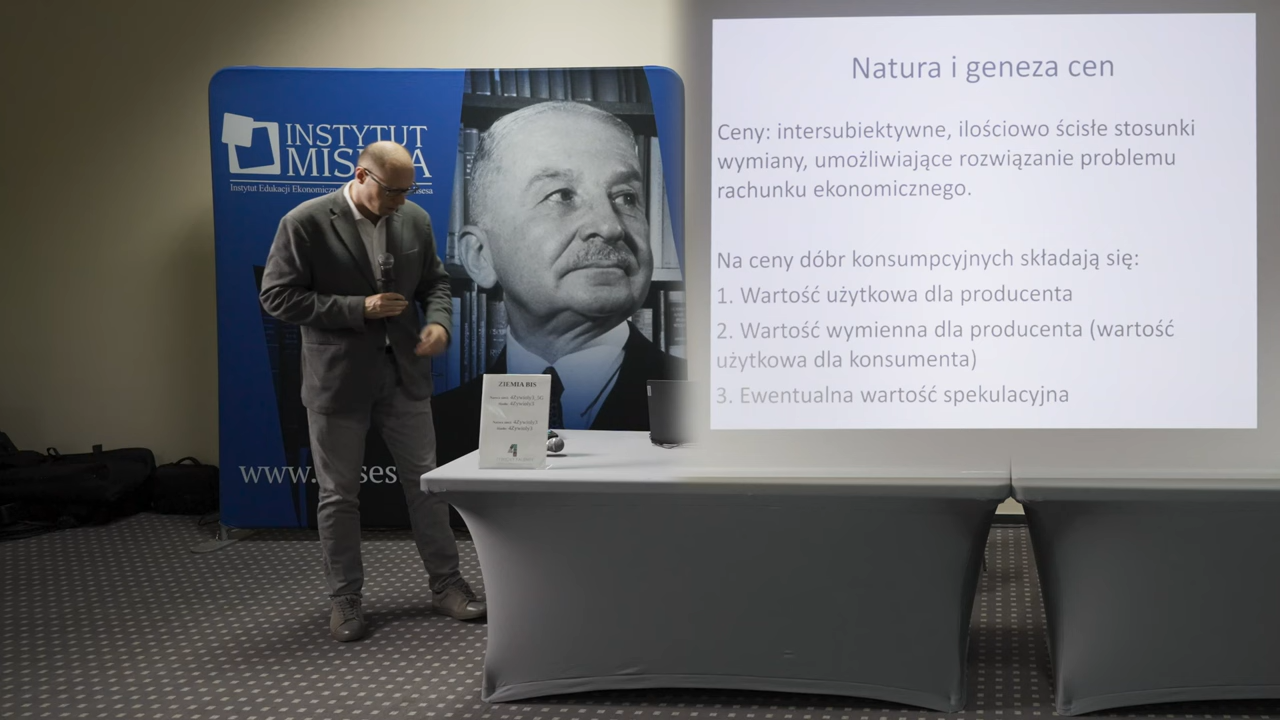 INSTYTUT
MIS
Instytut Edukacji Ekonomicznej
www.
ZIEMIA BIS
Natura i geneza cen
Ceny: intersubiektywne, ilościowo ścisłe stosunki
wymiany, umożliwiające rozwiązanie problemu
rachunku ekonomicznego.
Na ceny dóbr konsumpcyjnych składają się:
1. Wartość użytkowa dla producenta
2. Wartość wymienna dla producenta (wartość
użytkowa dla konsumenta)
3. Ewentualna wartość spekulacyjna